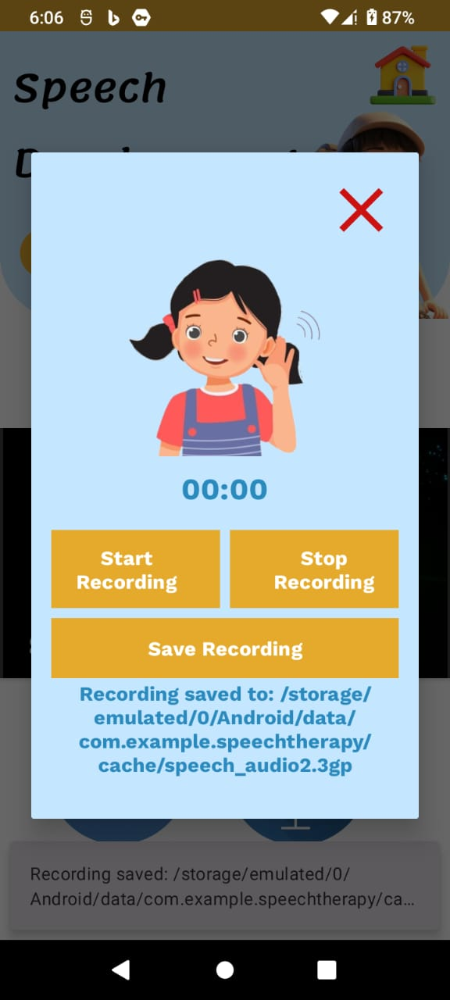 6:06
87%
Speech
Recording saved to: /storage/
emulated/0/Android/data/
com.example.speechtherapy/
cache/speech_audio2.3gp
00:00
Start
Recording
Stop
Recording
Save Recording
Recording saved: /storage/emulated/0/
Android/data/com.example.speechtherapy/ca…